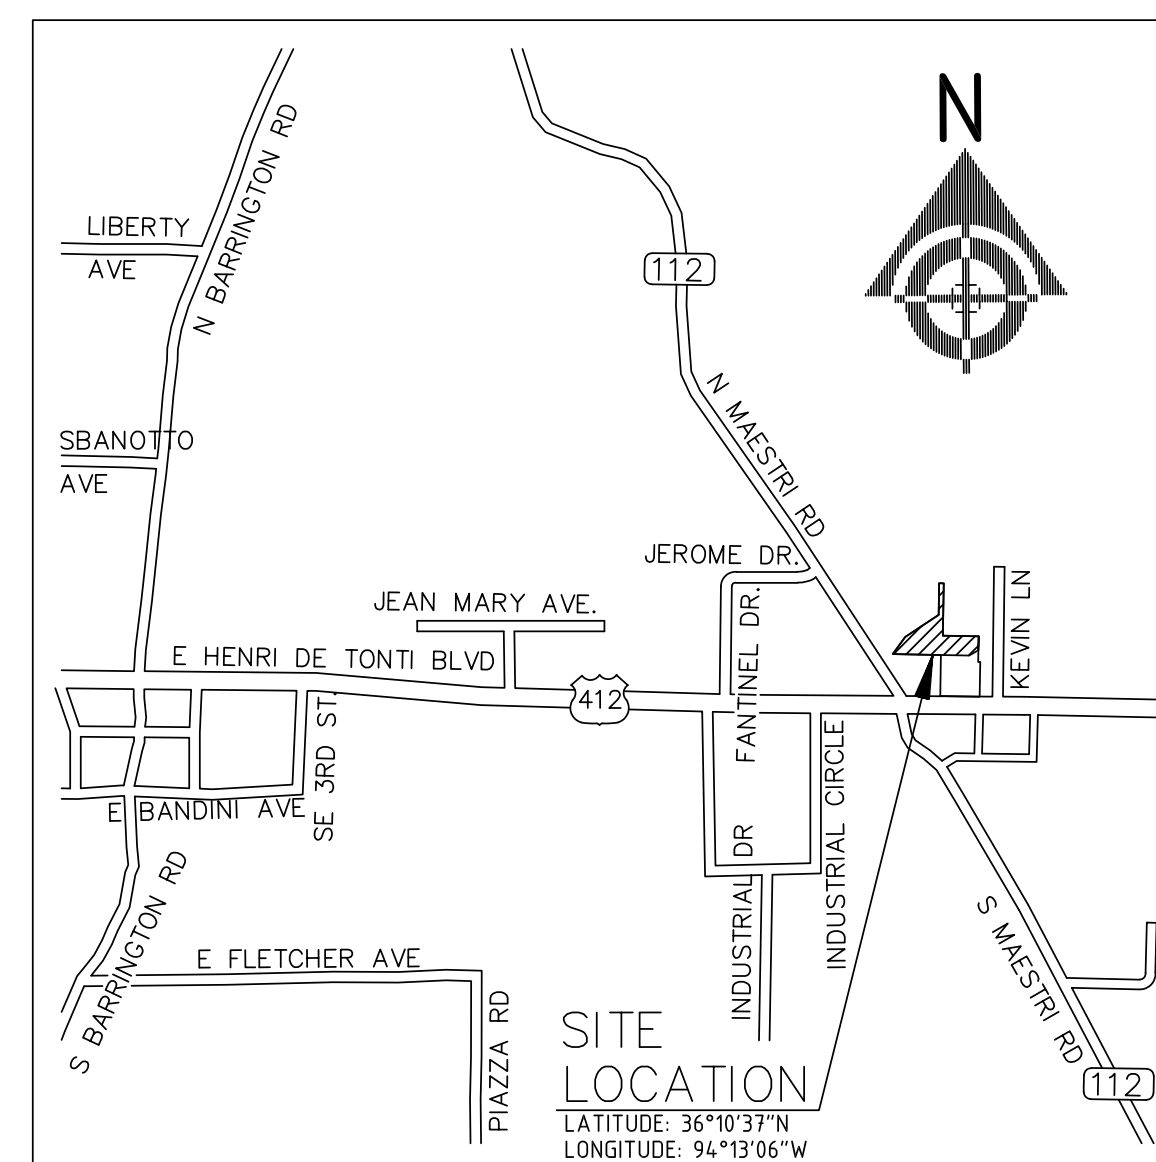 N
N BARRINGTON RD
LIBERTY
AVE
112
N MAESTRI RD
SBANOTTO
AVE
JEROME DR.
JEAN MARY AVE.
KEVIN LN
E HENRI DE TONTI BLVD
412
FANTINEL DR.
SE 3RD ST.
INDUSTRIAL CIRCLE
E BANDINI AVE
INDUSTRIAL DR
S BARRINGTON RD
S MAESTRI RD
E FLETCHER AVE
PIAZZA RD
SITE
LOCATION
LATITUDE: 36°10'37"N
LONGITUDE: 94°13'06"W
112